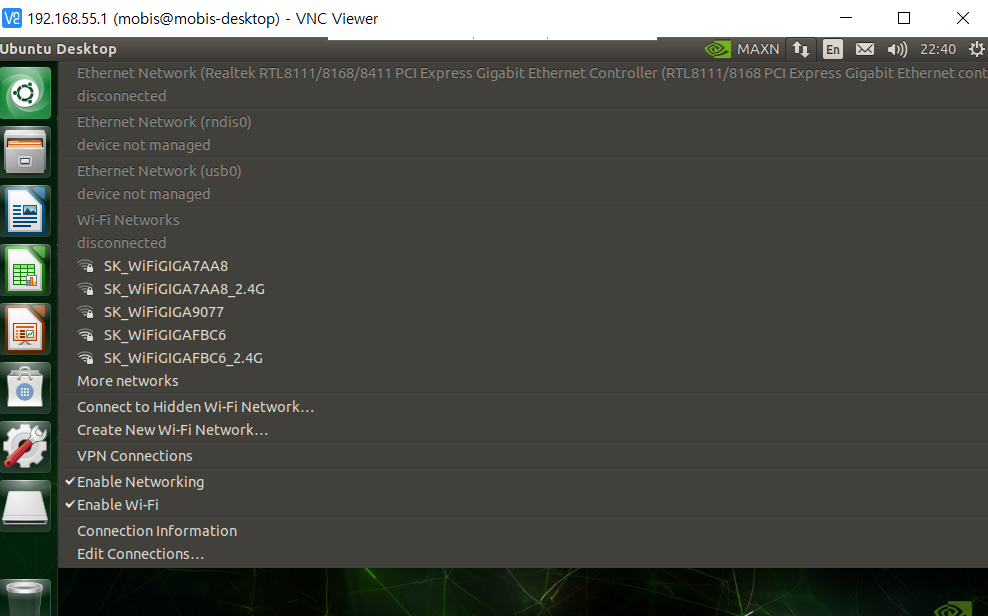 192.168.55.1 (mobis@mobis-desktop) - VNC Viewer
Ubuntu Desktop
MAXN
En
22:40
Ethernet Network (Realtek RTL8111/8168/8411 PCI Express Gigabit Ethernet Controller (RTL8111/8168 PCI Express Gigabit Ethernet cont
disconnected
Ethernet Network (rndis0)
device not managed
Ethernet Network (usb0)
device not managed
Wi-Fi Networks
disconnected
SK_WiFiGIGA7AA8
SK_WiFiGIGA7AA8_2.4G
SK_WiFiGIGA9077
SK_WiFiGIGAFBC6
SK_WiFiGIGAFBC6_2.4G
More networks
Connect to Hidden Wi-Fi Network…
Create New Wi-Fi Network…
VPN Connections
Enable Networking
Enable Wi-Fi
Connection Information
Edit Connections…